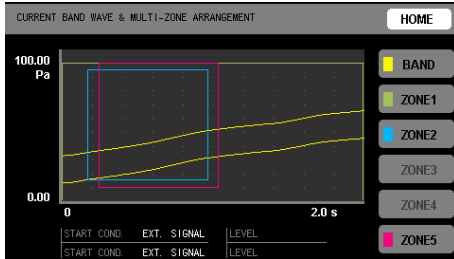 CURRENT BAND WAVE & MULTI-ZONE ARRANGEMENT
HOME
100.00
Pa
BAND
ZONE1
ZONE2
ZONE3
ZONE4
0.00
0
2.0 s
START COND. EXT. SIGNAL LEVEL
START COND. EXT. SIGNAL LEVEL
ZONE5